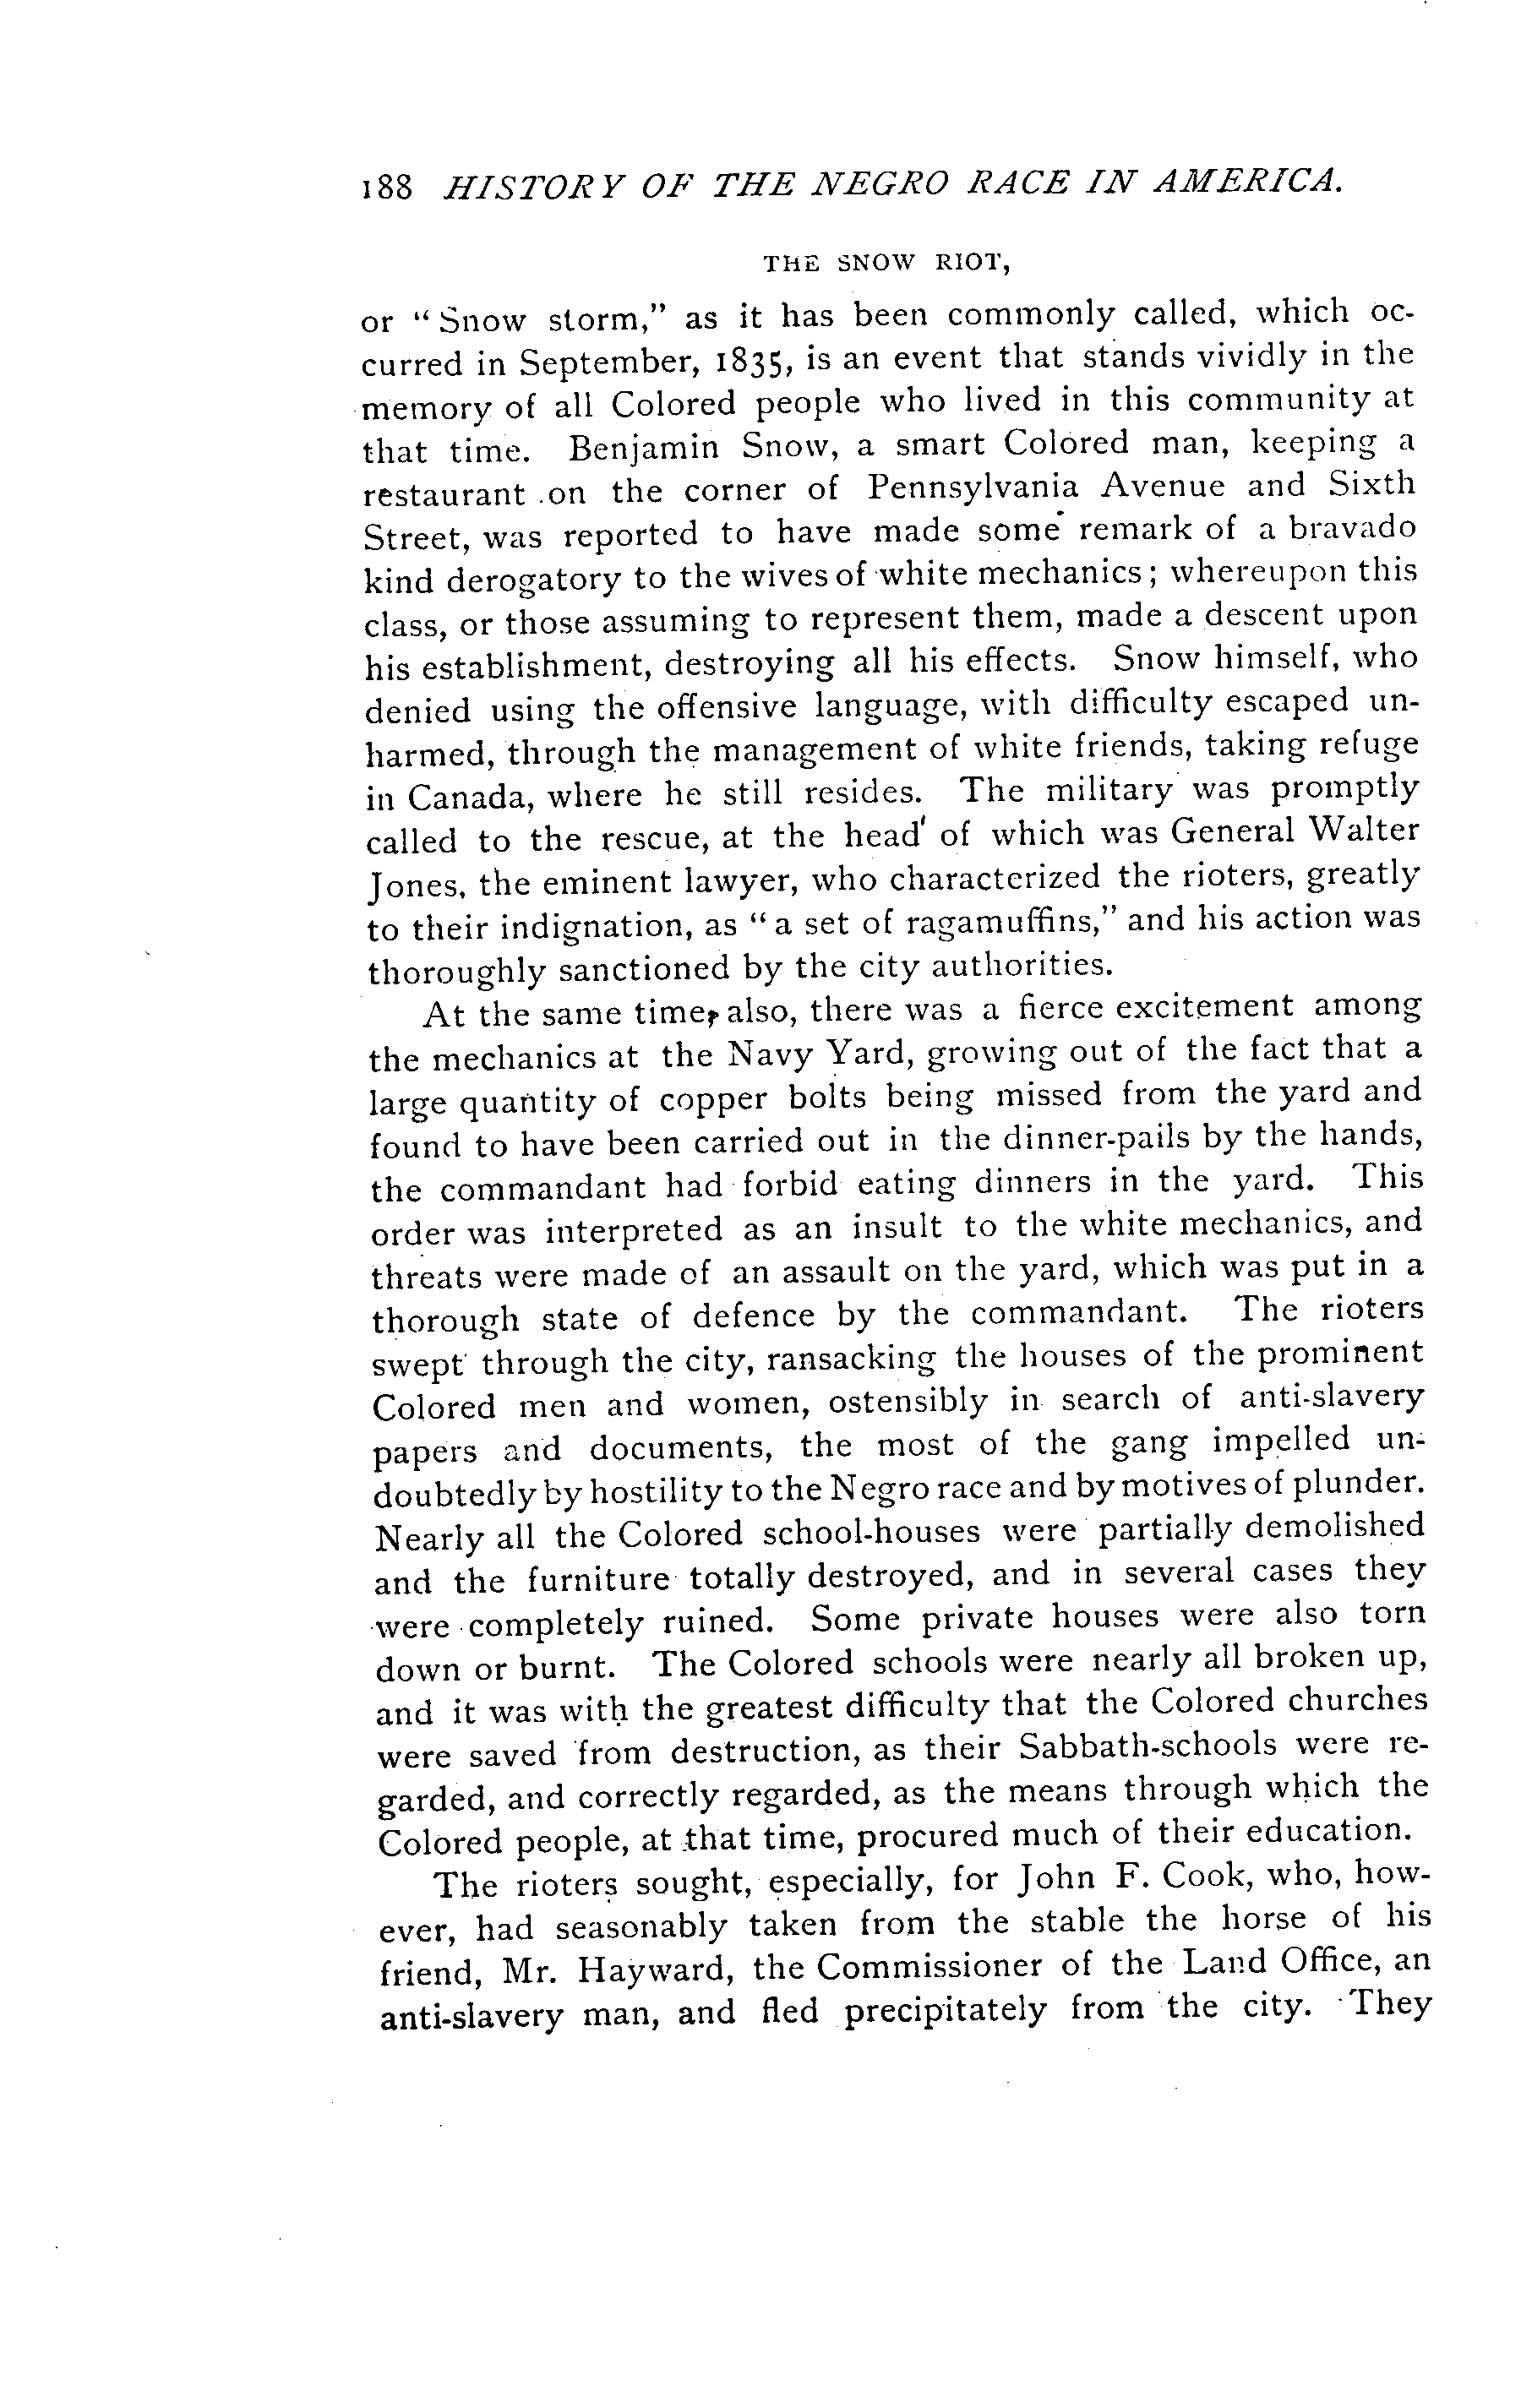 188 HISTORY OF THE NEGRO RACE IN AMERICA.
THE SNOW RIOT,
or "Snow storm," as it has been commonly called, which oc-
curred in September, 1835, is an event that stands vividly in the
memory of all Colored people who lived in this community at
that time. Benjamin Snow, a smart Colored man, keeping a
restaurant on the corner of Pennsylvania Avenue and Sixth
Street, was reported to have made some remark of a bravado
kind derogatory to the wives of white mechanics; whereupon this
class, or those assuming to represent them, made a descent upon
his establishment, destroying all his effects. Snow himself, who
denied using the offensive language, with difficulty escaped un-
harmed, through the management of white friends, taking refuge
in Canada, where he still resides. The military was promptly
called to the rescue, at the head of which was General Walter
Jones, the eminent lawyer, who characterized the rioters, greatly
to their indignation, as "a set of ragamuffins," and his action was
thoroughly sanctioned by the city authorities.
At the same time, also, there was a fierce excitement among
the mechanics at the Navy Yard, growing out of the fact that a
large quantity of copper bolts being missed from the yard and
found to have been carried out in the dinner-pails by the hands,
the commandant had forbid eating dinners in the yard. This
order was interpreted as an insult to the white mechanics, and
threats were made of an assault on the yard, which was put in a
thorough state of defence by the commandant. The rioters
swept through the city, ransacking the houses of the prominent
Colored men and women, ostensibly in search of anti-slavery
papers and documents, the most of the gang impelled un-
doubtedly by hostility to the Negro race and by motives of plunder.
Nearly all the Colored school-houses were partially demolished
and the furniture totally destroyed, and in several cases they
were completely ruined. Some private houses were also torn
down or burnt. The Colored schools were nearly all broken up,
and it was with the greatest difficulty that the Colored churches
were saved from destruction, as their Sabbath-schools were re-
garded, and correctly regarded, as the means through which the
Colored people, at that time, procured much of their education.
The rioters sought, especially, for John F. Cook, who, how-
ever, had seasonably taken from the stable the horse of his
friend, Mr. Hayward, the Commissioner of the Land Office, an
anti-slavery man, and fled precipitately from the city. They